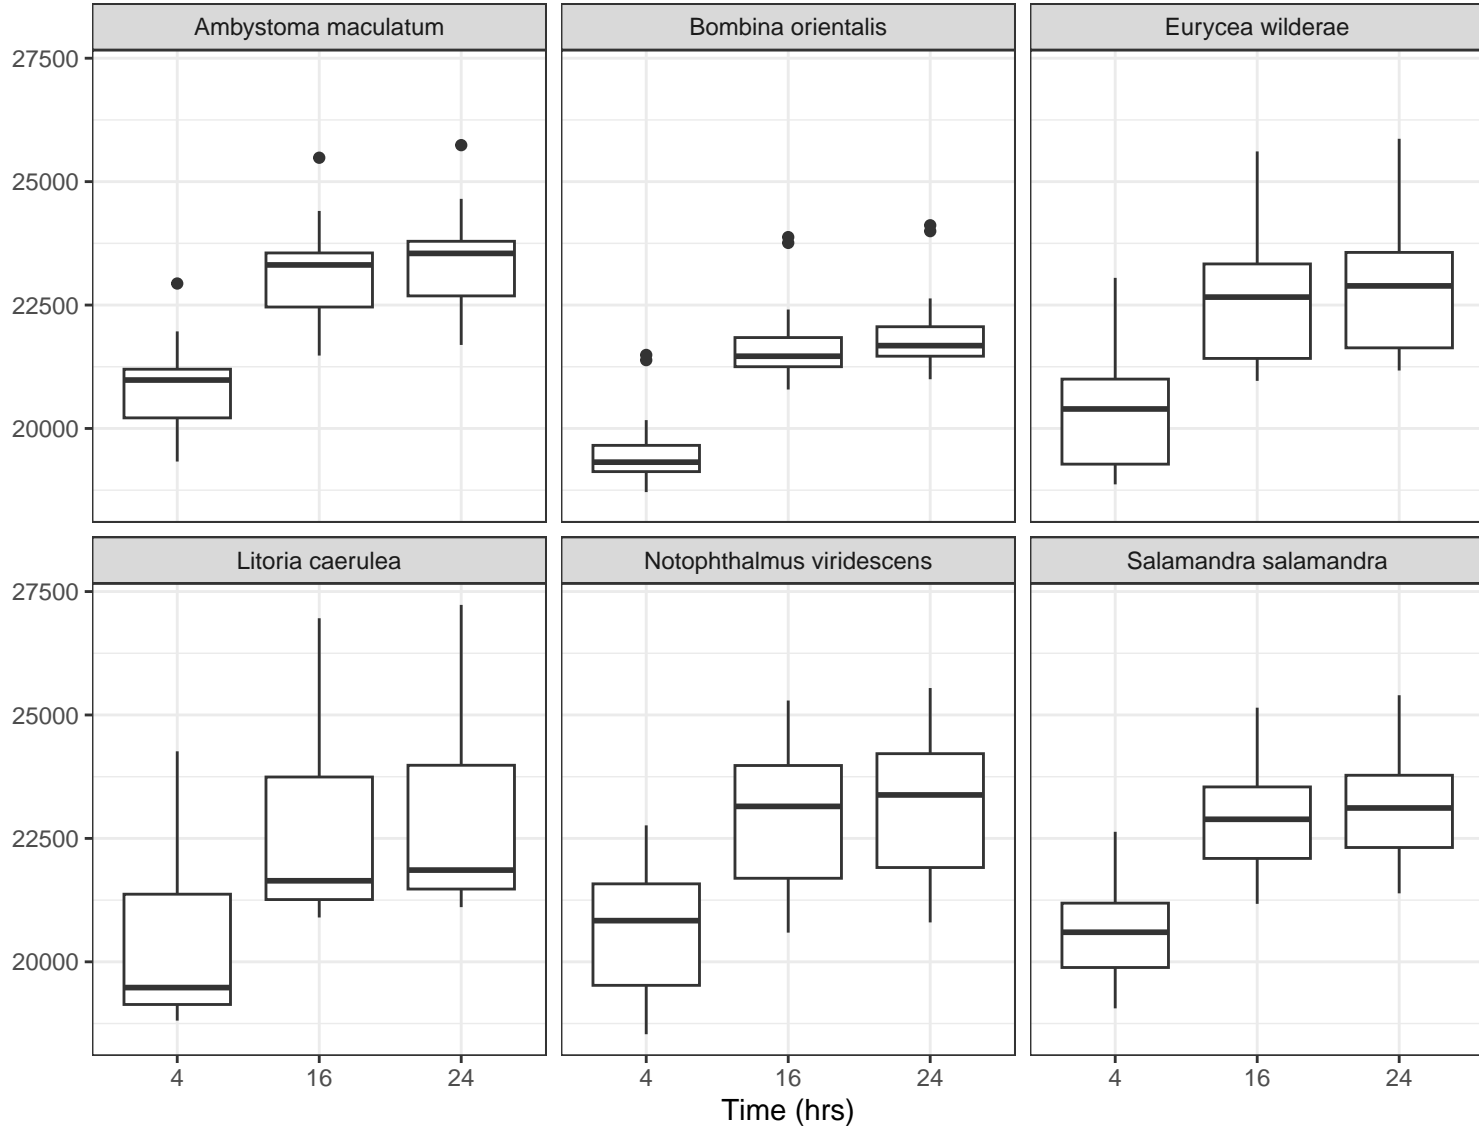 Ambystoma maculatum
Bombina orientalis
Eurycea wilderae
27500
25000
22500
20000
Litoria caerulea
Notophthalmus viridescens
Salamandra salamandra
27500
25000
22500
20000
4 16 24 4 16 24 4 16 24
Time (hrs)